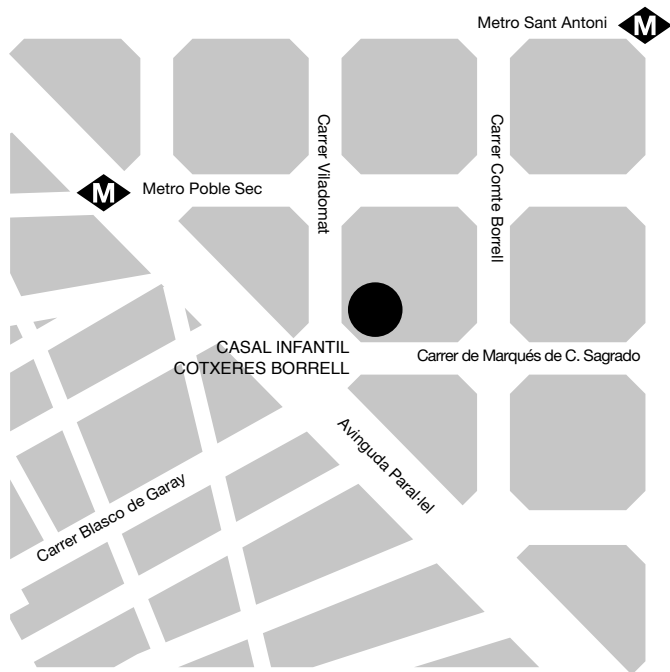 Metro Sant Antoni
M
Carrer Viladomat
Carrer Comte Borrell
M
Metro Poble Sec
CASAL INFANTIL
COTXERES BORRELL
Carrer de Marqués de C. Sagrado
Avinguda Paral·lel
Carrer Blasco de Garay